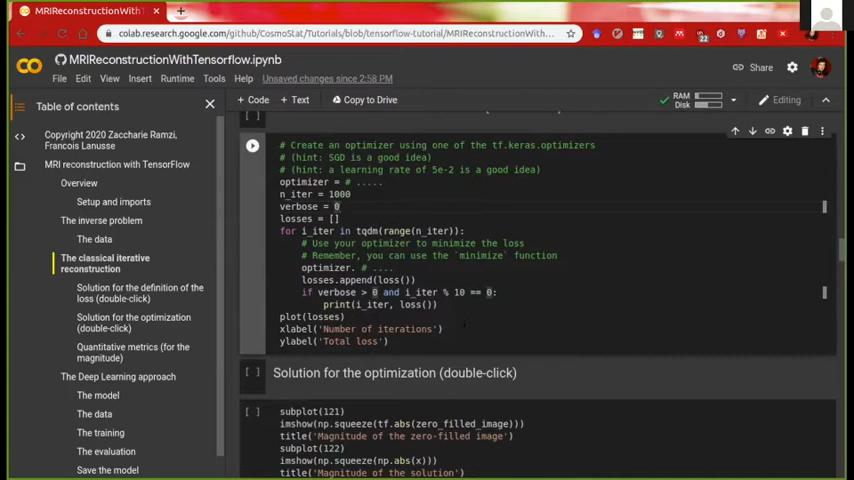 MRIReconstructionWithT
colab.research.google.com/github/CosmoStat/Tutorials/blob/tensorflow-tutorial/MRIReconstructionWith...
22
MRIReconstructionWithTensorflow.ipynb
File Edit View Insert Runtime Tools Help Unsaved changes since 2:58 PM
Share
Table of contents
+ Code + Text Copy to Drive
RAM
Disk
Editing
Copyright 2020 Zaccharie Ramzi,
Francois Lanusse
MRI reconstruction with TensorFlow
Overview
Setup and imports
The inverse problem
The data
The classical iterative
reconstruction
Solution for the definition of the
loss (double-click)
Solution for the optimization
(double-click)
Quantitative metrics (for the
magnitude)
The Deep Learning approach
The model
The data
The training
The evaluation
Save the model
[ ]
# Create an optimizer using one of the tf.keras.optimizers
# (hint: SGD is a good idea)
# (hint: a learning rate of 5e-2 is a good idea)
optimizer = # .....
n_iter = 1000
verbose = 0
losses = []
for i_iter in tqdm(range(n_iter)):
# Use your optimizer to minimize the loss
# Remember, you can use the `minimize` function
optimizer. # ....
losses.append(loss())
if verbose > 0 and i_iter % 10 == 0:
print(i_iter, loss())
plot(losses)
xlabel('Number of iterations')
ylabel('Total loss')
[ ] Solution for the optimization (double-click)
[ ] subplot(121)
imshow(np.squeeze(tf.abs(zero_filled_image)))
title('Magnitude of the zero-filled image')
subplot(122)
imshow(np.squeeze(np.abs(x)))
title('Magnitude of the solution')